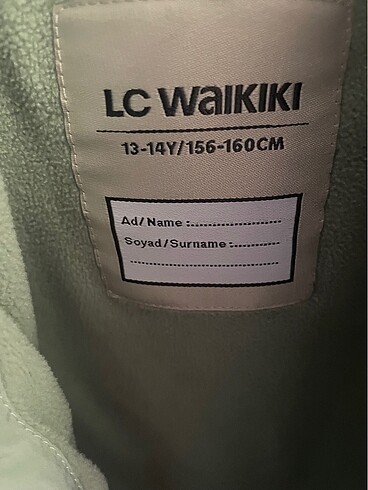 LC WaiKiKi
13-14Y/156-160CM
Ad/Name :......................
Soyad/Surname :............
.....................................